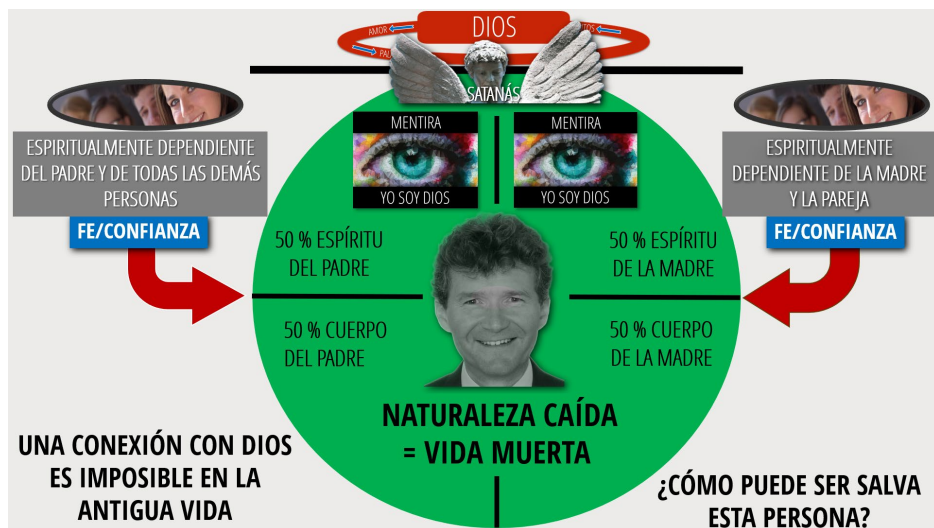 DIOS
AMOR
SATANÁS
MENTIRA
YO SOY DIOS
MENTIRA
YO SOY DIOS
ESPIRITUALMENTE DEPENDIENTE
DEL PADRE Y DE TODAS LAS DEMÁS
PERSONAS
FE/CONFIANZA
ESPIRITUALMENTE
DEPENDIENTE DE LA MADRE
Y LA PAREJA
FE/CONFIANZA
50 % ESPÍRITU
DEL PADRE
50 % ESPÍRITU
DE LA MADRE
50 % CUERPO
DEL PADRE
50 % CUERPO
DE LA MADRE
NATURALEZA CAÍDA
= VIDA MUERTA
UNA CONEXIÓN CON DIOS
ES IMPOSIBLE EN LA
ANTIGUA VIDA
¿CÓMO PUEDE SER SALVA
ESTA PERSONA?